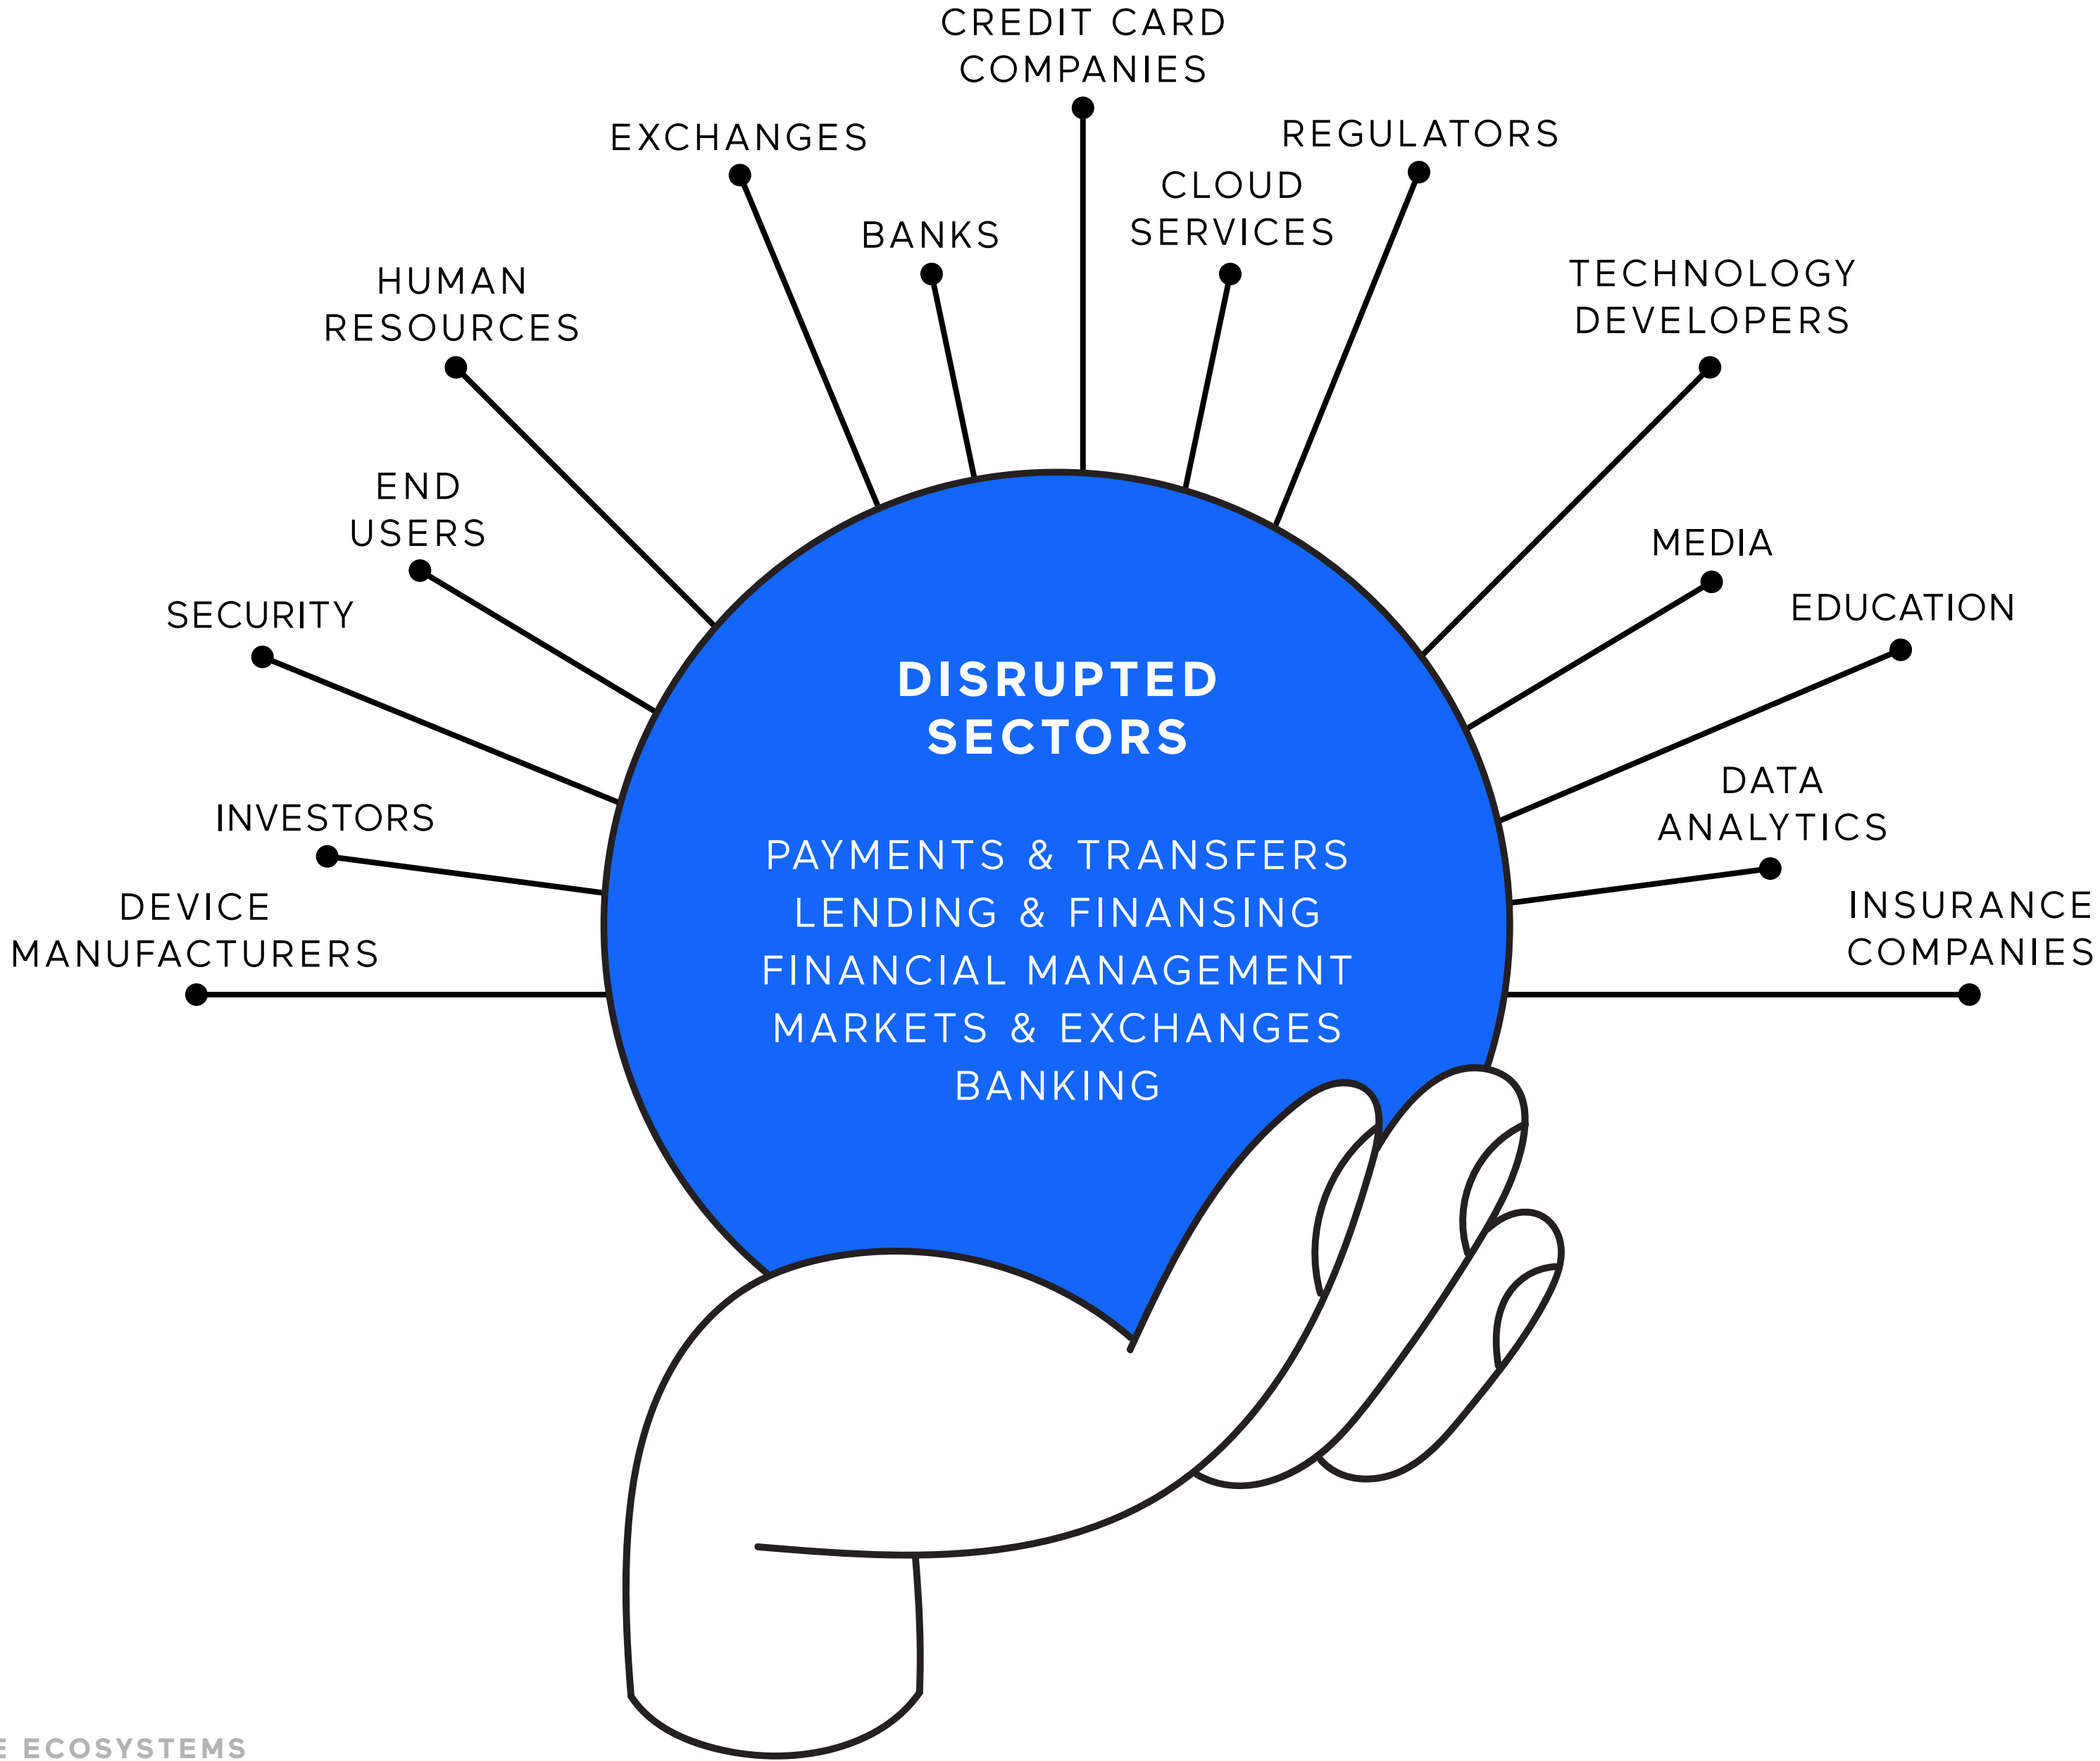 CREDIT CARD
COMPANIES
EXCHANGES
REGULATORS
CLOUD
SERVICES
BANKS
HUMAN
RESOURCES
TECHNOLOGY
DEVELOPERS
END
USERS
MEDIA
SECURITY
EDUCATION
DISRUPTED
SECTORS
PAYMENTS & TRANSFERS
LENDING & FINANSING
FINANCIAL MANAGEMENT
MARKETS & EXCHANGES
BANKING
INVESTORS
DATA
ANALYTICS
DEVICE
MANUFACTURERS
INSURANCE
COMPANIES
ECOSYSTEMS